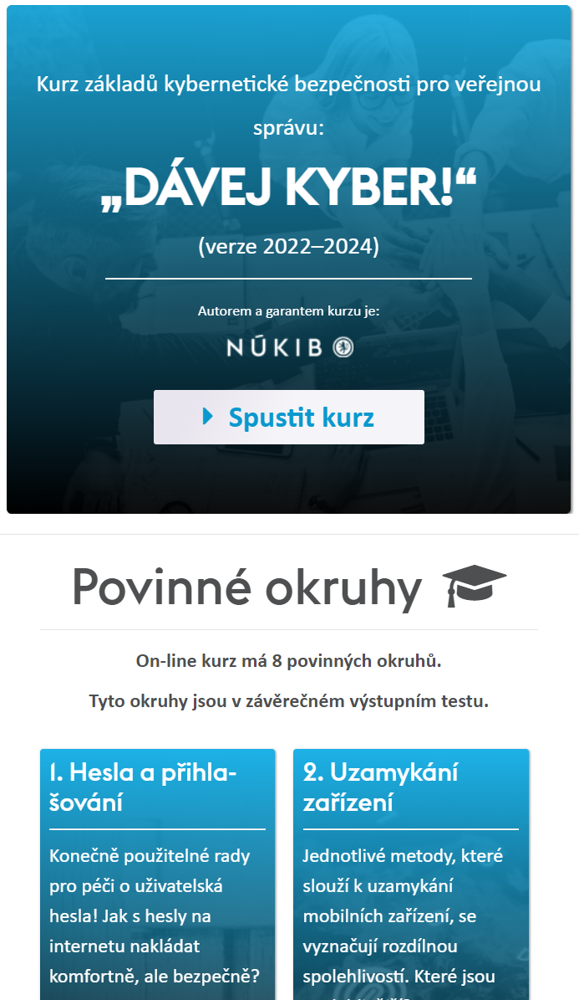 Kurz základů kybernetické bezpečnosti pro veřejnou
správu:
„DÁVEJ KYBER!“
(verze 2022–2024)
Autorem a garantem kurzu je:
NÚKIB
Spustit kurz
Povinné okruhy
On-line kurz má 8 povinných okruhů.
Tyto okruhy jsou v závěrečném výstupním testu.
1. Hesla a přihla-
šování
Konečně použitelné rady
pro péči o uživatelská
hesla! Jak s hesly na
internetu nakládat
komfortně, ale bezpečně?
2. Uzamykání
zařízení
Jednotlivé metody, které
slouží k uzamykání
mobilních zařízení, se
vyznačují rozdílnou
spolehlivostí. Které jsou